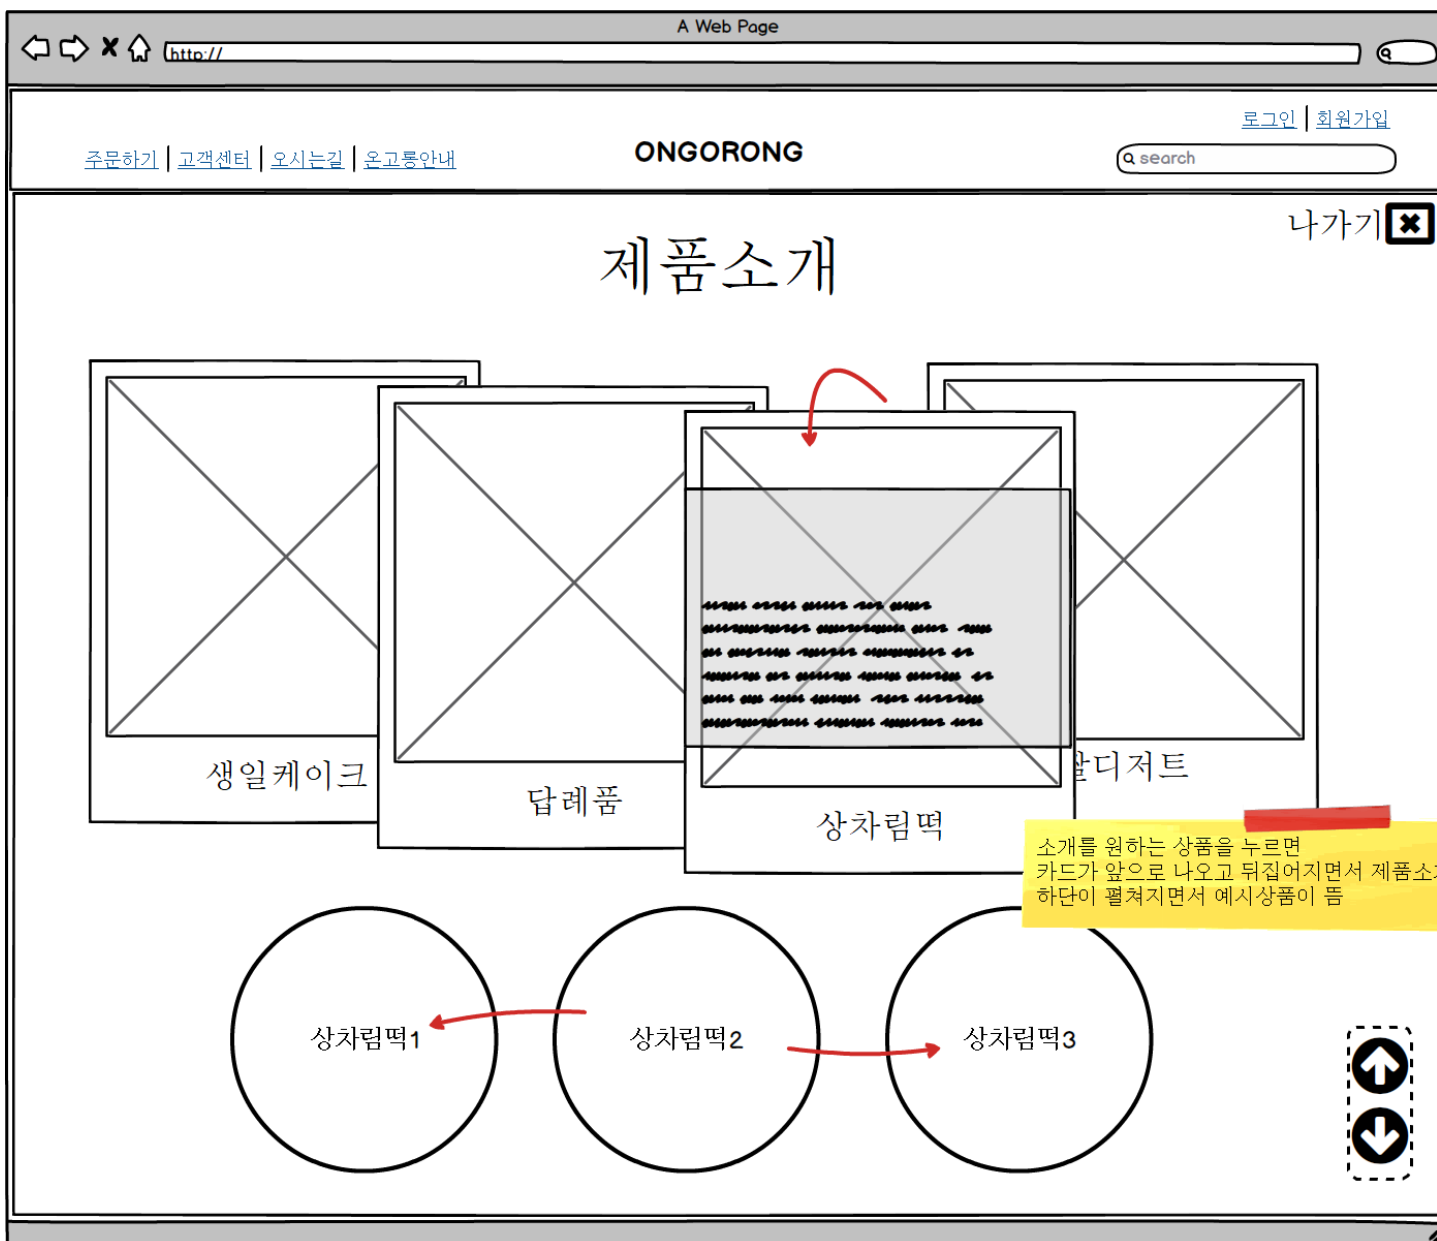 A Web Page
http://
로그인 | 회원가입
주문하기 | 고객센터 | 오시는길 | 온고롱안내
ONGORONG
search
나가기
제품소개
생일케이크
답례품
상차림떡
디저트
소개를 원하는 상품을 누르면
카드가 앞으로 나오고 뒤집어지면서 제품소
하단이 펼쳐지면서 예시상품이 뜸
상차림떡1
상차림떡2
상차림떡3